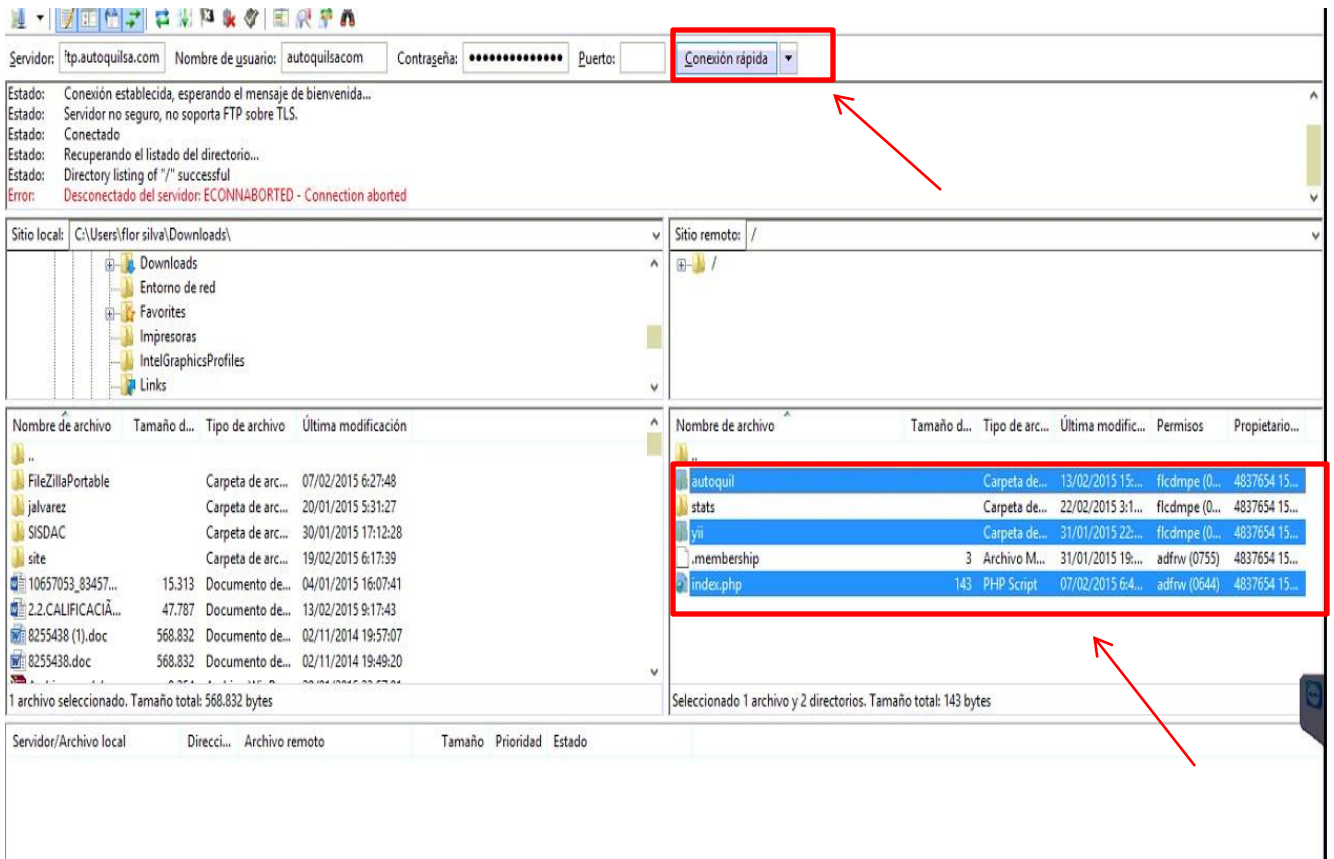 Servidor: ftp.autoquilsa.com Nombre de usuario: autoquilsacom Contraseña: ●●●●●●●●●●●●●● Puerto: Conexión rápida
Estado: Conexión establecida, esperando el mensaje de bienvenida...
Estado: Servidor no seguro, no soporta FTP sobre TLS.
Estado: Conectado
Estado: Recuperando el listado del directorio...
Estado: Directory listing of "/" successful
Error: Desconectado del servidor: ECONNABORTED - Connection aborted
Sitio local: C:\Users\flor silva\Downloads\
Downloads
Entorno de red
Favorites
Impresoras
IntelGraphicsProfiles
Links
Sitio remoto: /
/
Nombre de archivo Tamaño d... Tipo de archivo Última modificación
..
FileZillaPortable Carpeta de arc... 07/02/2015 6:27:48
jalvarez Carpeta de arc... 20/01/2015 5:31:27
SISDAC Carpeta de arc... 30/01/2015 17:12:28
site Carpeta de arc... 19/02/2015 6:17:39
10657053_83457... 15.313 Documento de... 04/01/2015 16:07:41
2.2.CALIFICACIÃ... 47.787 Documento de... 13/02/2015 9:17:43
8255438 (1).doc 568.832 Documento de... 02/11/2014 19:57:07
8255438.doc 568.832 Documento de... 02/11/2014 19:49:20
1 archivo seleccionado. Tamaño total: 568.832 bytes
Nombre de archivo Tamaño d... Tipo de arc... Última modific... Permisos Propietario...
..
autoquil Carpeta de... 13/02/2015 15:... flcdmpe (0... 4837654 15...
stats Carpeta de... 22/02/2015 3:1... flcdmpe (0... 4837654 15...
yii Carpeta de... 31/01/2015 22:... flcdmpe (0... 4837654 15...
.membership 3 Archivo M... 31/01/2015 19:... adfrw (0755) 4837654 15...
index.php 143 PHP Script 07/02/2015 6:4... adfrw (0644) 4837654 15...
Seleccionado 1 archivo y 2 directorios. Tamaño total: 143 bytes
Servidor/Archivo local Direcci... Archivo remoto Tamaño Prioridad Estado